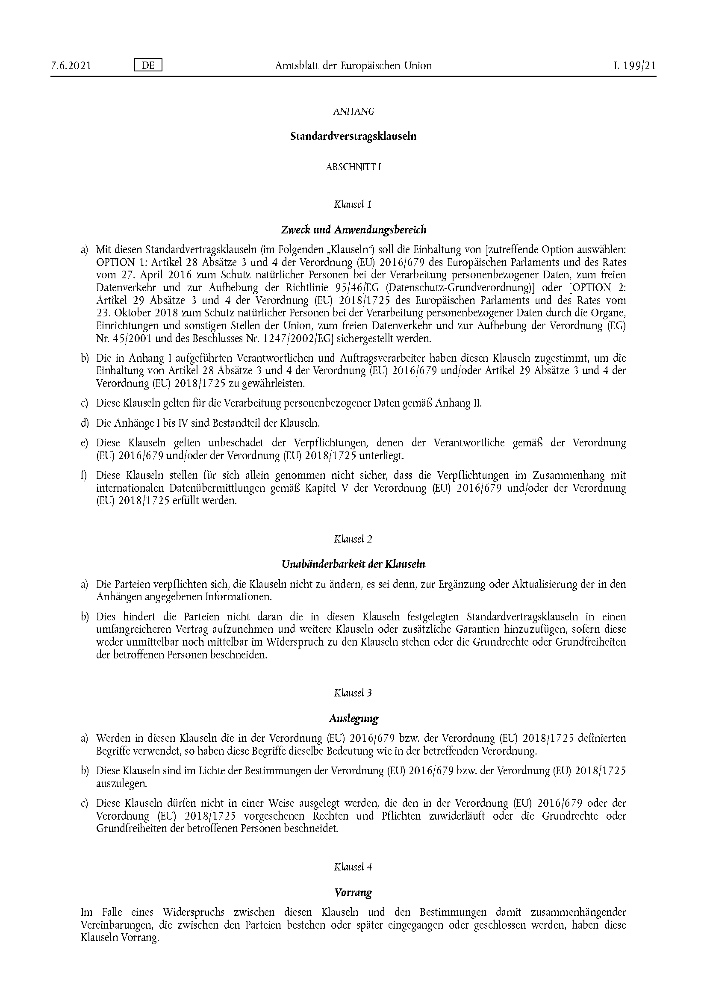 7.6.2021 DE Amtsblatt der Europäischen Union L 199/21
ANHANG
Standardverstragsklauseln
ABSCHNITT I
Klausel 1
Zweck und Anwendungsbereich
a) Mit diesen Standardvertragsklauseln (im Folgenden „Klauseln“) soll die Einhaltung von [zutreffende Option auswählen:
OPTION 1: Artikel 28 Absätze 3 und 4 der Verordnung (EU) 2016/679 des Europäischen Parlaments und des Rates
vom 27. April 2016 zum Schutz natürlicher Personen bei der Verarbeitung personenbezogener Daten, zum freien
Datenverkehr und zur Aufhebung der Richtlinie 95/46/EG (Datenschutz-Grundverordnung)] oder [OPTION 2:
Artikel 29 Absätze 3 und 4 der Verordnung (EU) 2018/1725 des Europäischen Parlaments und des Rates vom
23. Oktober 2018 zum Schutz natürlicher Personen bei der Verarbeitung personenbezogener Daten durch die Organe,
Einrichtungen und sonstigen Stellen der Union, zum freien Datenverkehr und zur Aufhebung der Verordnung (EG)
Nr. 45/2001 und des Beschlusses Nr. 1247/2002/EG] sichergestellt werden.
b) Die in Anhang I aufgeführten Verantwortlichen und Auftragsverarbeiter haben diesen Klauseln zugestimmt, um die
Einhaltung von Artikel 28 Absätze 3 und 4 der Verordnung (EU) 2016/679 und/oder Artikel 29 Absätze 3 und 4 der
Verordnung (EU) 2018/1725 zu gewährleisten.
c) Diese Klauseln gelten für die Verarbeitung personenbezogener Daten gemäß Anhang II.
d) Die Anhänge I bis IV sind Bestandteil der Klauseln.
e) Diese Klauseln gelten unbeschadet der Verpflichtungen, denen der Verantwortliche gemäß der Verordnung
(EU) 2016/679 und/oder der Verordnung (EU) 2018/1725 unterliegt.
f) Diese Klauseln stellen für sich allein genommen nicht sicher, dass die Verpflichtungen im Zusammenhang mit
internationalen Datenübermittlungen gemäß Kapitel V der Verordnung (EU) 2016/679 und/oder der Verordnung
(EU) 2018/1725 erfüllt werden.
Klausel 2
Unabänderbarkeit der Klauseln
a) Die Parteien verpflichten sich, die Klauseln nicht zu ändern, es sei denn, zur Ergänzung oder Aktualisierung der in den
Anhängen angegebenen Informationen.
b) Dies hindert die Parteien nicht daran die in diesen Klauseln festgelegten Standardvertragsklauseln in einen
umfangreicheren Vertrag aufzunehmen und weitere Klauseln oder zusätzliche Garantien hinzuzufügen, sofern diese
weder unmittelbar noch mittelbar im Widerspruch zu den Klauseln stehen oder die Grundrechte oder Grundfreiheiten
der betroffenen Personen beschneiden.
Klausel 3
Auslegung
a) Werden in diesen Klauseln die in der Verordnung (EU) 2016/679 bzw. der Verordnung (EU) 2018/1725 definierten
Begriffe verwendet, so haben diese Begriffe dieselbe Bedeutung wie in der betreffenden Verordnung.
b) Diese Klauseln sind im Lichte der Bestimmungen der Verordnung (EU) 2016/679 bzw. der Verordnung (EU) 2018/1725
auszulegen.
c) Diese Klauseln dürfen nicht in einer Weise ausgelegt werden, die den in der Verordnung (EU) 2016/679 oder der
Verordnung (EU) 2018/1725 vorgesehenen Rechten und Pflichten zuwiderläuft oder die Grundrechte oder
Grundfreiheiten der betroffenen Personen beschneidet.
Klausel 4
Vorrang
Im Falle eines Widerspruchs zwischen diesen Klauseln und den Bestimmungen damit zusammenhängender
Vereinbarungen, die zwischen den Parteien bestehen oder später eingegangen oder geschlossen werden, haben diese
Klauseln Vorrang.